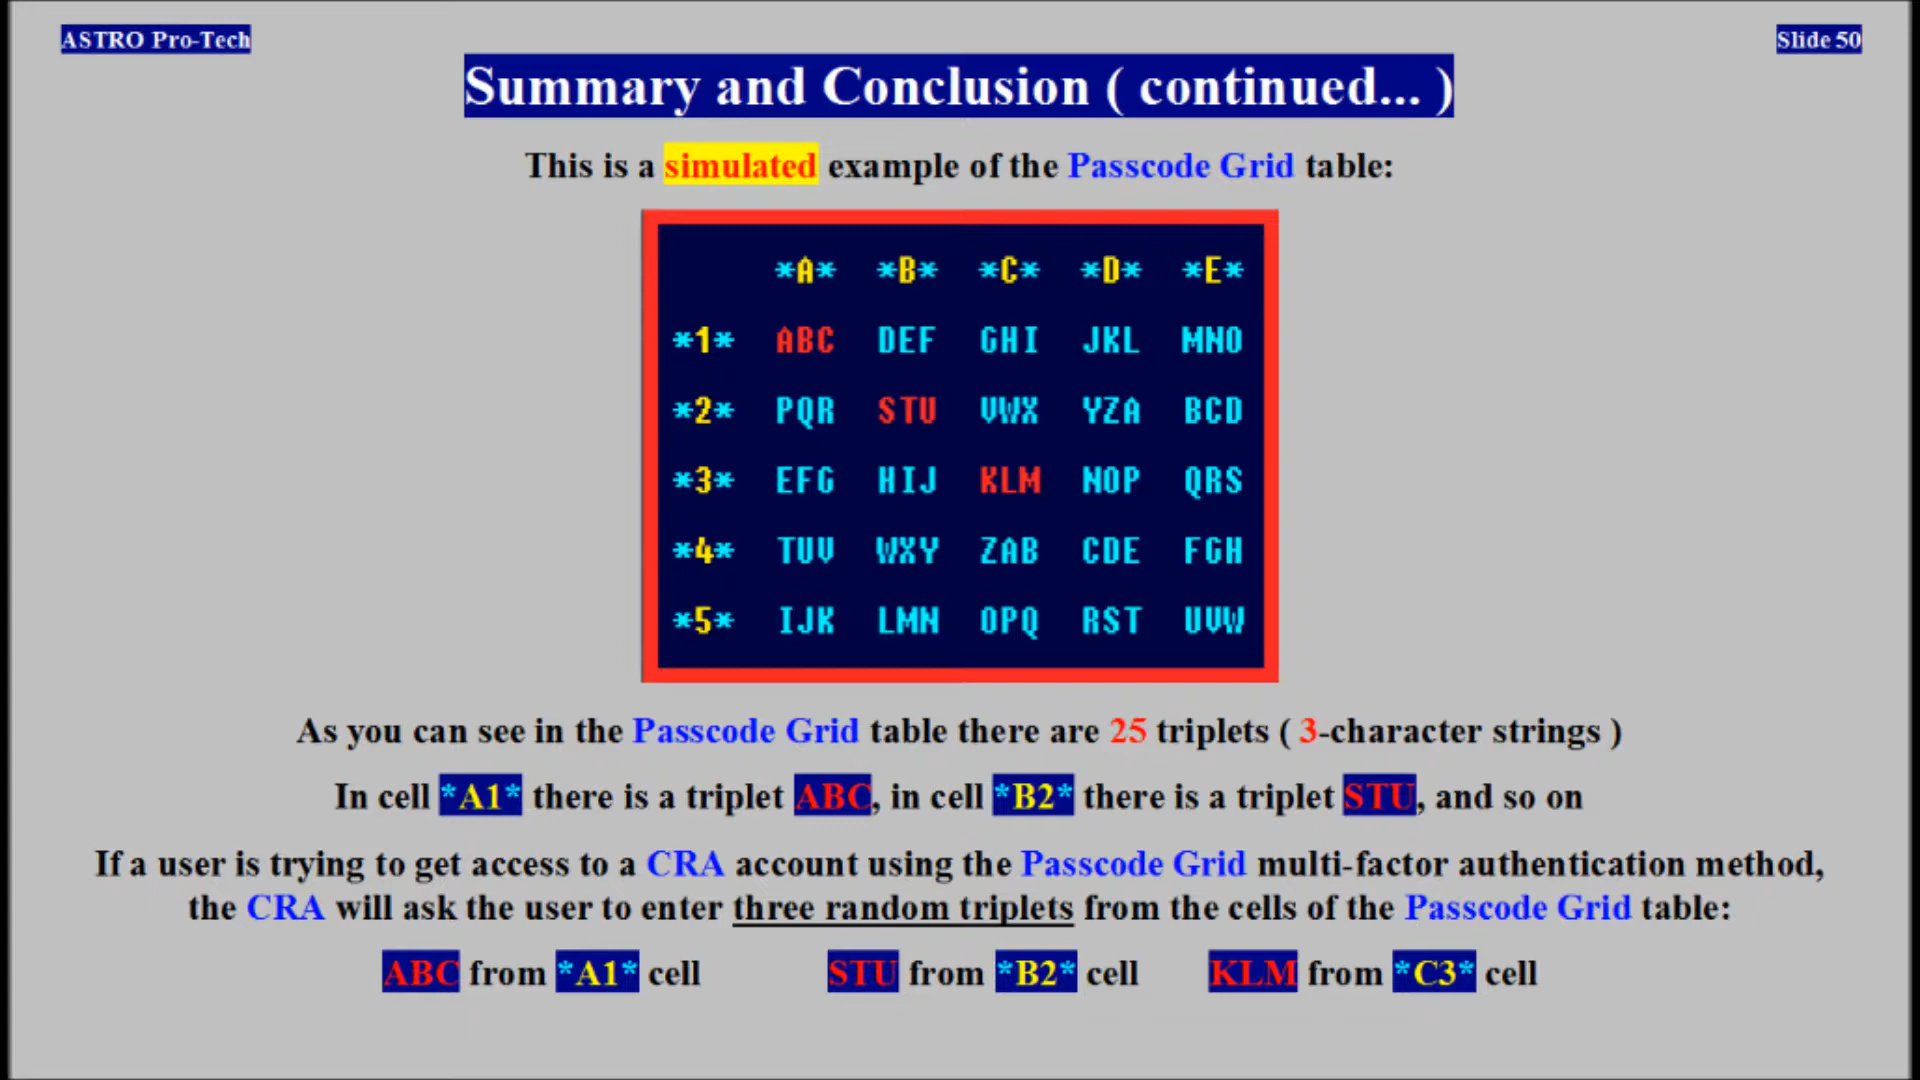 ASTRO Pro-Tech
Slide 50
Summary and Conclusion ( continued... )
This is a simulated example of the Passcode Grid table:
*A* *B* *C* *D* *E*
*1* ABC DEF GHI JKL MNO
*2* PQR STU VWX YZA BCD
*3* EFG HIJ KLM NOP QRS
*4* TUV WXY ZAB CDE FGH
*5* IJK LMN OPQ RST UVW
As you can see in the Passcode Grid table there are 25 triplets ( 3-character strings )
In cell *A1* there is a triplet ABC, in cell *B2* there is a triplet STU, and so on
If a user is trying to get access to a CRA account using the Passcode Grid multi-factor authentication method,
the CRA will ask the user to enter three random triplets from the cells of the Passcode Grid table:
ABC from *A1* cell STU from *B2* cell KLM from *C3* cell